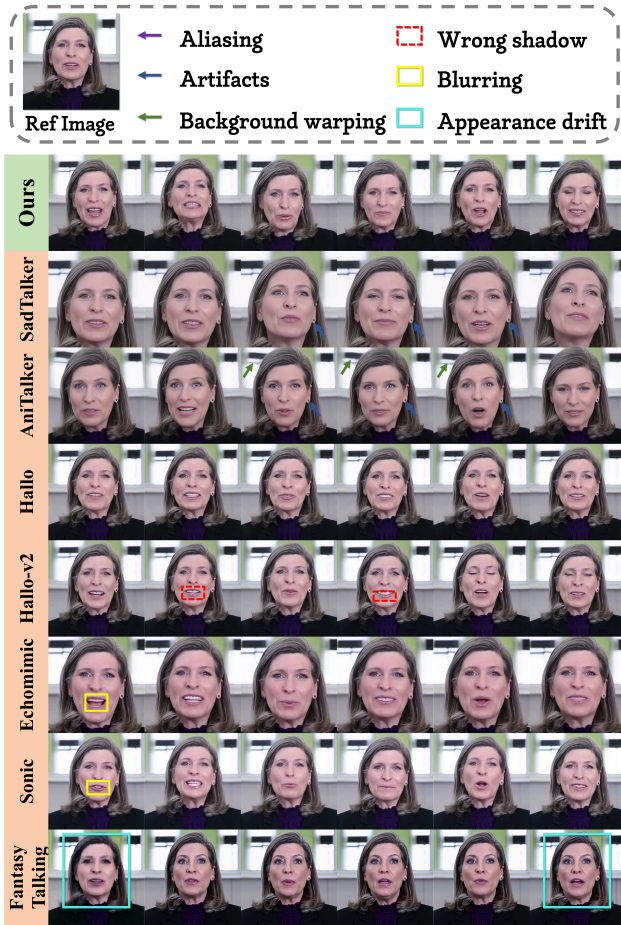 Ref Image
Aliasing
Artifacts
Background warping
Wrong shadow
Blurring
Appearance drift
Ours
SadTalker
AniTalker
Hallo
Hallo-v2
Echomimic
Sonic
Fantasy
Talking